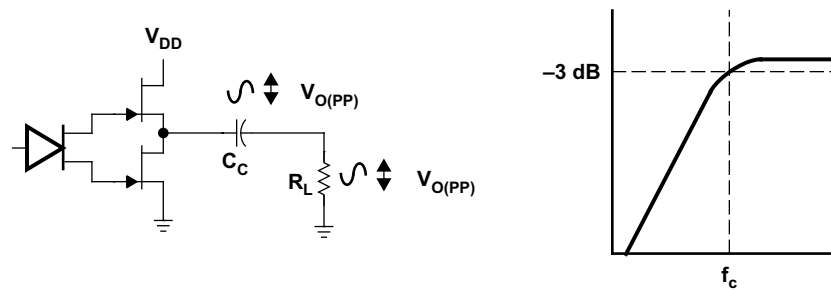 V_DD
V_O(PP)
C_C
R_L
V_O(PP)
–3 dB
f_c